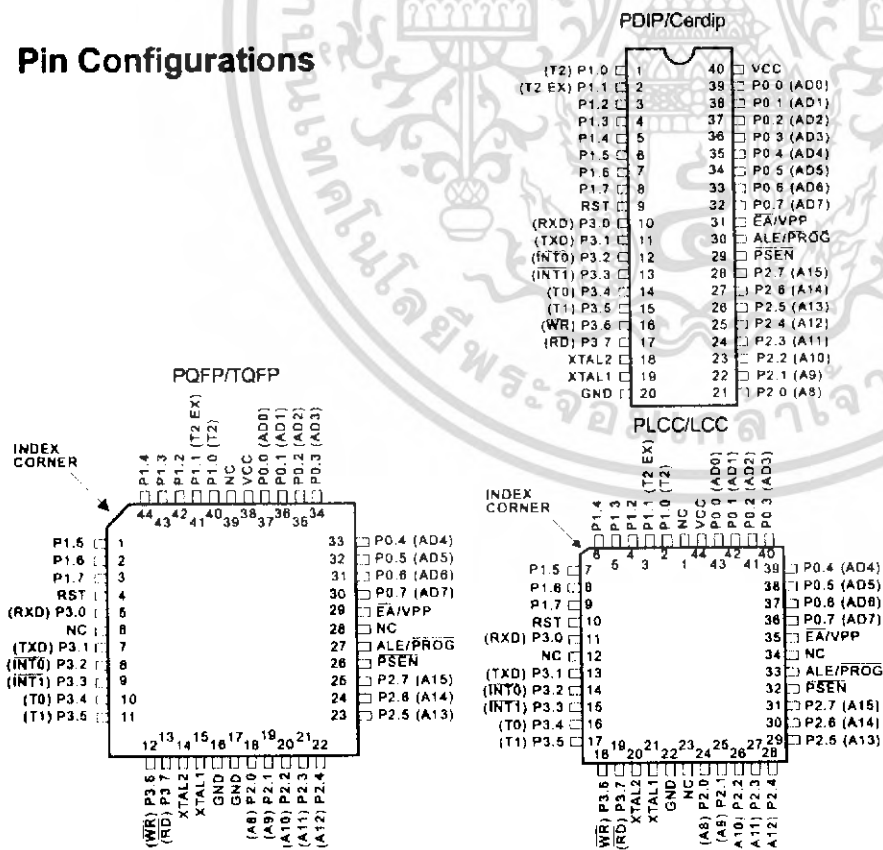 Pin Configurations
PDIP/Cerdip
(T2) P1.0 1 40 VCC
(T2 EX) P1.1 2 39 P0.0 (AD0)
P1.2 3 38 P0.1 (AD1)
P1.3 4 37 P0.2 (AD2)
P1.4 5 36 P0.3 (AD3)
P1.5 6 35 P0.4 (AD4)
P1.6 7 34 P0.5 (AD5)
P1.7 8 33 P0.6 (AD6)
RST 9 32 P0.7 (AD7)
(RXD) P3.0 10 31 EA/VPP
(TXD) P3.1 11 30 ALE/PROG
(INT0) P3.2 12 29 PSEN
(INT1) P3.3 13 28 P2.7 (A15)
(T0) P3.4 14 27 P2.6 (A14)
(T1) P3.5 15 26 P2.5 (A13)
(WR) P3.6 16 25 P2.4 (A12)
(RD) P3.7 17 24 P2.3 (A11)
XTAL2 18 23 P2.2 (A10)
XTAL1 19 22 P2.1 (A9)
GND 20 21 P2.0 (A8)
เทคโนโลยี
PQFP/TQFP
INDEX
CORNER
P1.4
P1.3
P1.2
P1.1 (T2 EX)
P1.0 (T2)
NC
VCC
P0.0 (AD0)
P0.1 (AD1)
P0.2 (AD2)
P0.3 (AD3)
44 43 42 41 40 39 38 37 36 35 34
P1.5 1 33 P0.4 (AD4)
P1.6 2 32 P0.5 (AD5)
P1.7 3 31 P0.6 (AD6)
RST 4 30 P0.7 (AD7)
(RXD) P3.0 5 29 EA/VPP
NC 6 28 NC
(TXD) P3.1 7 27 ALE/PROG
(INT0) P3.2 8 26 PSEN
(INT1) P3.3 9 25 P2.7 (A15)
(T0) P3.4 10 24 P2.6 (A14)
(T1) P3.5 11 23 P2.5 (A13)
12 13 14 15 16 17 18 19 20 21 22
(WR) P3.6
(RD) P3.7
XTAL2
XTAL1
GND
GND
(A8) P2.0
(A9) P2.1
(A10) P2.2
(A11) P2.3
(A12) P2.4
PLCC/LCC
INDEX
CORNER
P1.4
P1.3
P1.2
P1.1 (T2 EX)
P1.0 (T2)
NC
VCC
P0.0 (AD0)
P0.1 (AD1)
P0.2 (AD2)
P0.3 (AD3)
6 5 4 3 2 1 44 43 42 41 40
P1.5 7 39 P0.4 (AD4)
P1.6 8 38 P0.5 (AD5)
P1.7 9 37 P0.6 (AD6)
RST 10 36 P0.7 (AD7)
(RXD) P3.0 11 35 EA/VPP
NC 12 34 NC
(TXD) P3.1 13 33 ALE/PROG
(INT0) P3.2 14 32 PSEN
(INT1) P3.3 15 31 P2.7 (A15)
(T0) P3.4 16 30 P2.6 (A14)
(T1) P3.5 17 29 P2.5 (A13)
18 19 20 21 22 23 24 25 26 27 28
(WR) P3.6
(RD) P3.7
XTAL2
XTAL1
GND
NC
(A8) P2.0
(A9) P2.1
A10) P2.2
A11) P2.3
A12) P2.4